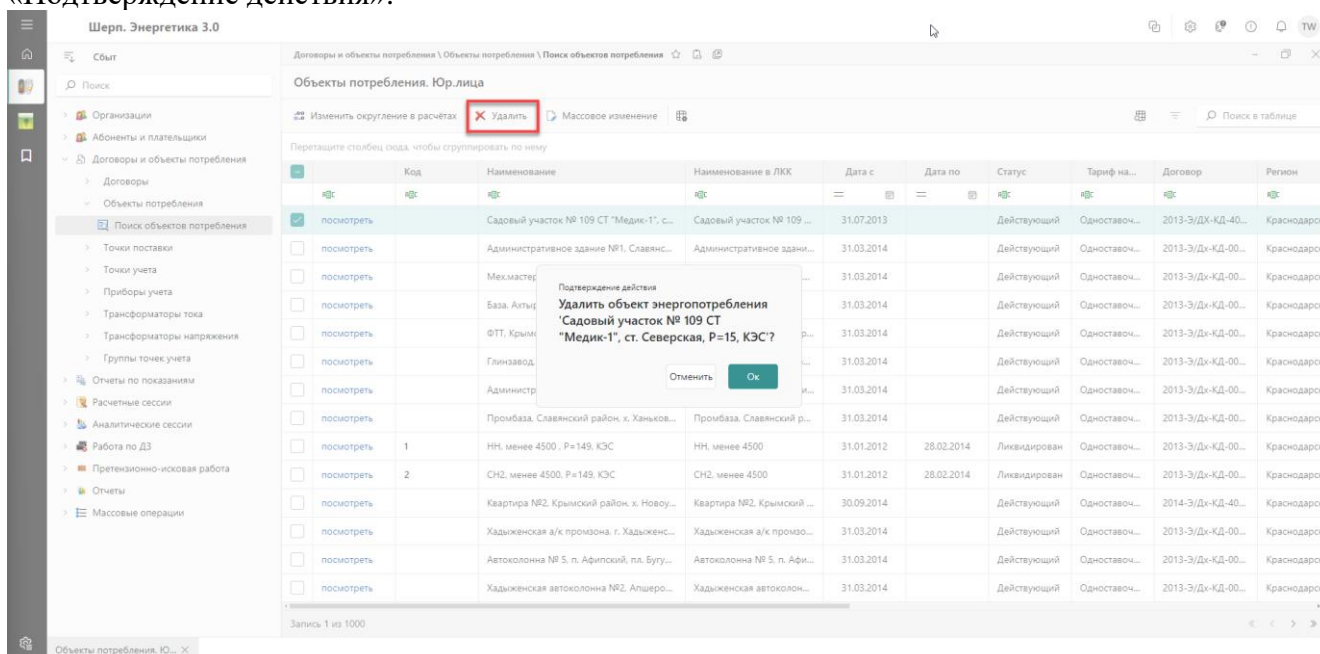 «Подтверждение действия».
Шерп. Энергетика 3.0
TW
Сбыт
Договоры и объекты потребления \ Объекты потребления \ Поиск объектов потребления
Поиск
Объекты потребления. Юр.лица
Организации
Абоненты и плательщики
Договоры и объекты потребления
Договоры
Объекты потребления
Поиск объектов потребления
Точки поставки
Точки учета
Приборы учета
Трансформаторы тока
Трансформаторы напряжения
Группы точек учета
Отчеты по показаниям
Расчетные сессии
Аналитические сессии
Работа по ДЗ
Претензионно-исковая работа
Отчеты
Массовые операции
Изменить округление в расчётах Удалить Массовое изменение Поиск в таблице
Перетащите столбец сюда, чтобы сгруппировать по нему
Код Наименование Наименование в ЛКК Дата с Дата по Статус Тариф на... Договор Регион
посмотреть Садовый участок № 109 СТ "Медик-1", с... Садовый участок № 109 ... 31.07.2013 Действующий Одноставоч... 2013-Э/ДХ-КД-40... Краснодарс
посмотреть Административное здание №1, Славянс... Административное здани... 31.03.2014 Действующий Одноставоч... 2013-Э/Дх-КД-00... Краснодарс
посмотреть Мех.мастер ... 31.03.2014 Действующий Одноставоч... 2013-Э/Дх-КД-00... Краснодарс
посмотреть База, Ахтыр 31.03.2014 Действующий Одноставоч... 2013-Э/Дх-КД-00... Краснодарс
посмотреть ФТТ, Крым 31.03.2014 Действующий Одноставоч... 2013-Э/Дх-КД-00... Краснодарс
посмотреть Глинзавод, 31.03.2014 Действующий Одноставоч... 2013-Э/Дх-КД-00... Краснодарс
посмотреть Администр 31.03.2014 Действующий Одноставоч... 2013-Э/Дх-КД-00... Краснодарс
посмотреть Промбаза, Славянский район, х. Ханьков... Промбаза, Славянский р... 31.03.2014 Действующий Одноставоч... 2013-Э/Дх-КД-00... Краснодарс
посмотреть 1 НН, менее 4500 , Р=149, КЭС НН, менее 4500 31.01.2012 28.02.2014 Ликвидирован Одноставоч... 2013-Э/Дх-КД-00... Краснодарс
посмотреть 2 СН2, менее 4500, Р=149, КЭС СН2, менее 4500 31.01.2012 28.02.2014 Ликвидирован Одноставоч... 2013-Э/Дх-КД-00... Краснодарс
посмотреть Квартира №2, Крымский район, х. Новоу... Квартира №2, Крымский ... 30.09.2014 Действующий Одноставоч... 2014-Э/Дх-КД-40... Краснодарс
посмотреть Хадыженская а/к промзона, г. Хадыженс... Хадыженская а/к промзо... 31.03.2014 Действующий Одноставоч... 2013-Э/Дх-КД-00... Краснодарс
посмотреть Автоколонна № 5, п. Афипский, пл. Бугу... Автоколонна № 5, п. Афи... 31.03.2014 Действующий Одноставоч... 2013-Э/Дх-КД-00... Краснодарс
посмотреть Хадыженская автоколонна №2, Апшеро... Хадыженская автоколон... 31.03.2014 Действующий Одноставоч... 2013-Э/Дх-КД-00... Краснодарс
Подтверждение действия
Удалить объект энергопотребления
'Садовый участок № 109 СТ
"Медик-1", ст. Северская, Р=15, КЭС'?
Отменить Ок
Запись 1 из 1000
Объекты потребления. Ю...